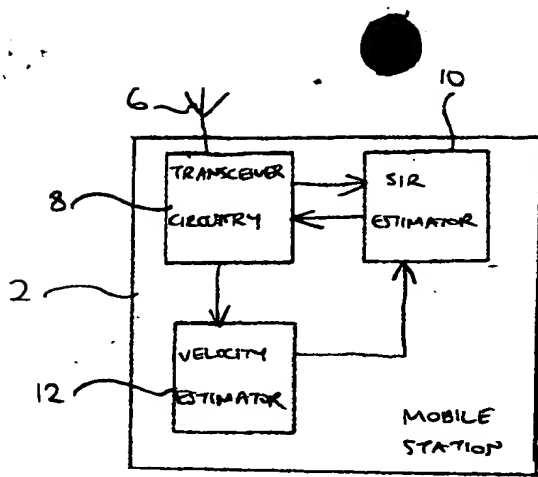 10
6
TRANSCEIVER
CIRCUITRY
8
SIR
ESTIMATOR
2
VELOCITY
ESTIMATOR
12
MOBILE
STATION